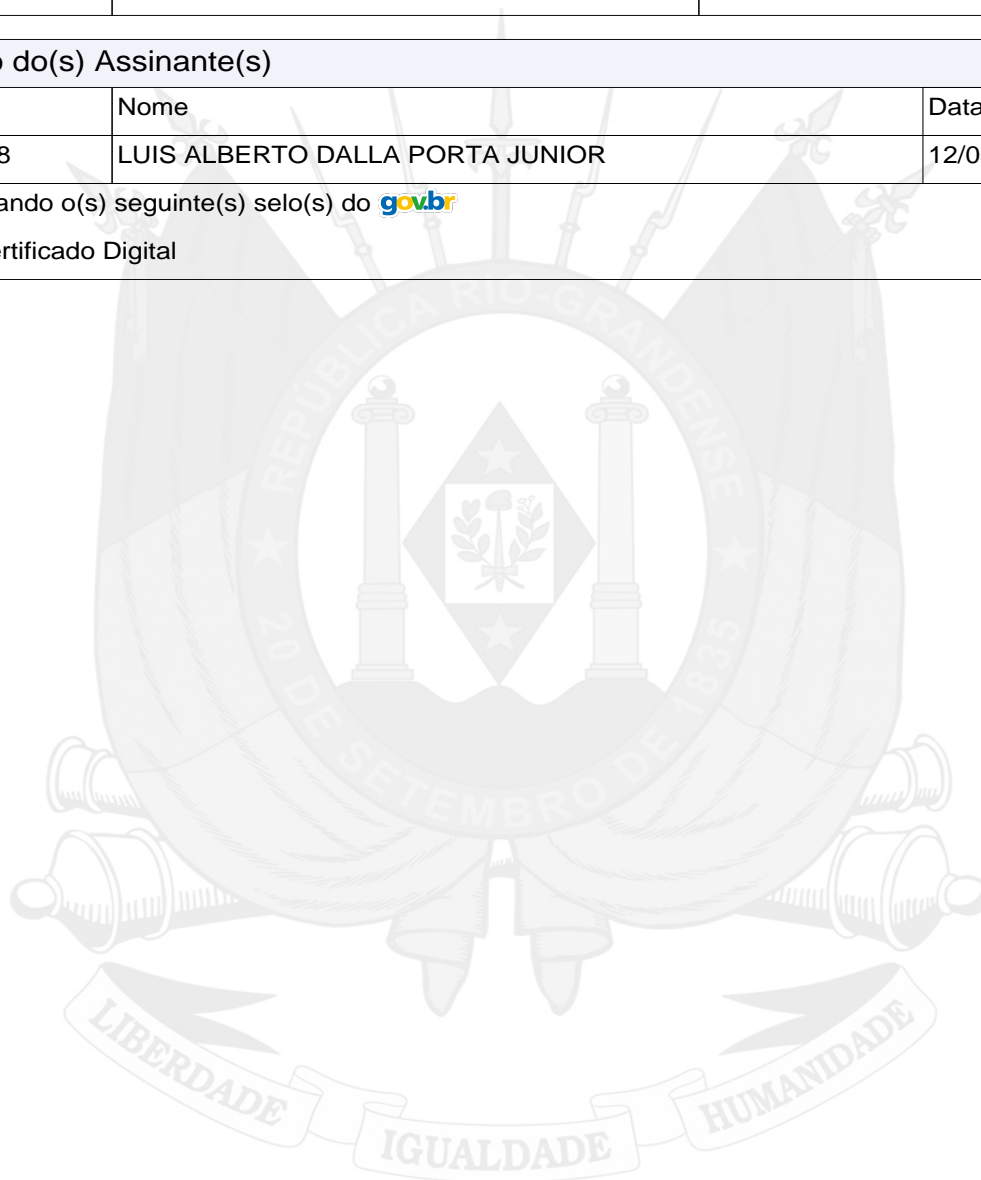 o do(s) Assinante(s)
Nome
Data
8
LUIS ALBERTO DALLA PORTA JUNIOR
12/0
ando o(s) seguinte(s) selo(s) do gov.br
rtificado Digital
REPÚBLICA RIO-GRANDENSE
20 DE SETEMBRO DE 1835
LIBERDADE
IGUALDADE
HUMANIDADE